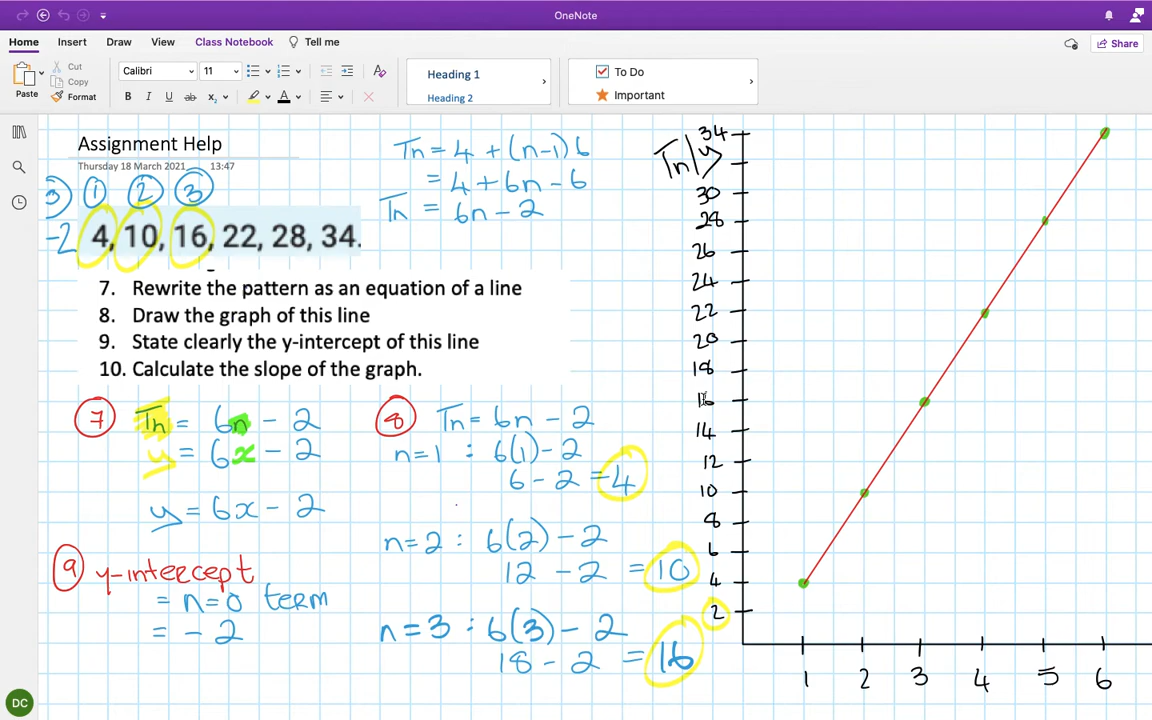 OneNote
Home Insert Draw View Class Notebook Tell me
Share
Paste
Cut
Copy
Format
Calibri 11
B I U ab x₂ A
Heading 1
Heading 2
To Do
Important
Assignment Help
Thursday 18 March 2021 13:47
① ② ③
-2 4, 10, 16, 22, 28, 34.
Tn = 4 + (n-1)6
= 4 + 6n - 6
Tn = 6n - 2
7. Rewrite the pattern as an equation of a line
8. Draw the graph of this line
9. State clearly the y-intercept of this line
10. Calculate the slope of the graph.
⑦ Tn = 6n - 2
y = 6x - 2
y = 6x - 2
⑨ y-intercept
= n=0 term
= -2
⑧ Tn = 6n - 2
n=1 : 6(1) - 2
6 - 2 = 4
n=2 : 6(2) - 2
12 - 2 = 10
n=3 : 6(3) - 2
18 - 2 = 16
Tn/y
34
30
28
26
24
22
20
18
16
14
12
10
8
6
4
2
1 2 3 4 5 6
DC